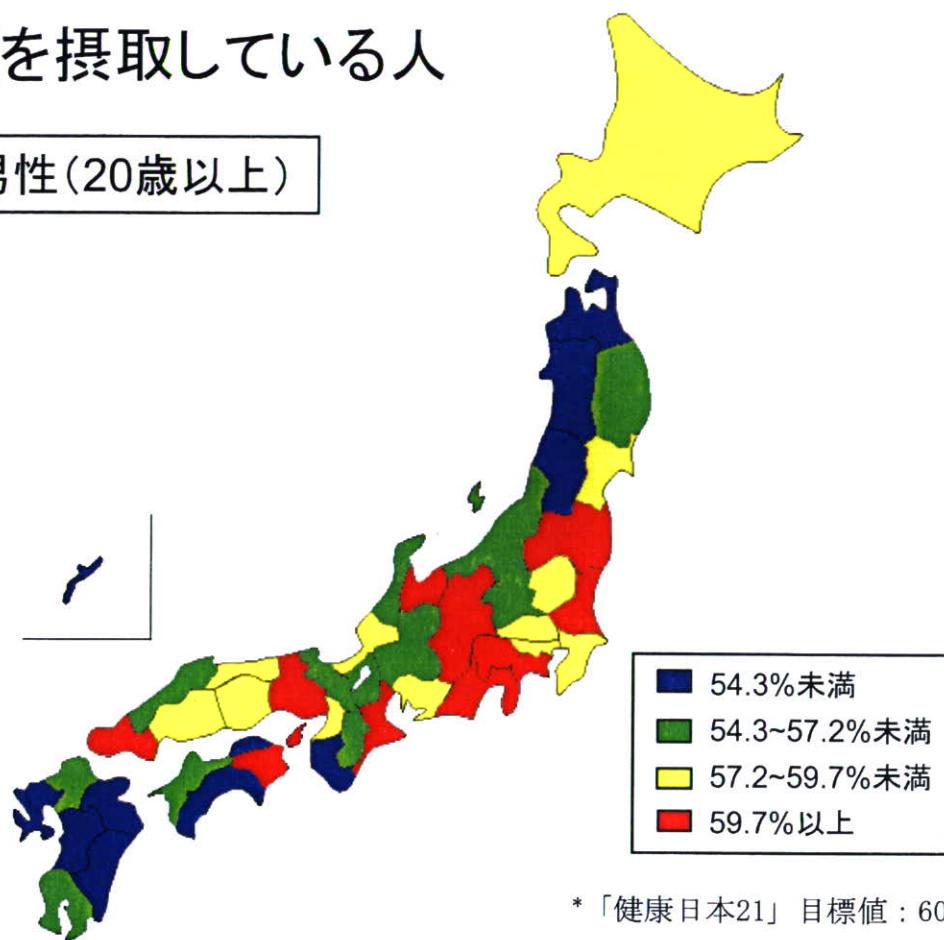 を摂取している人
男性(20歳以上)
54.3%未満
54.3~57.2%未満
57.2~59.7%未満
59.7%以上
*「健康日本21」目標値:60